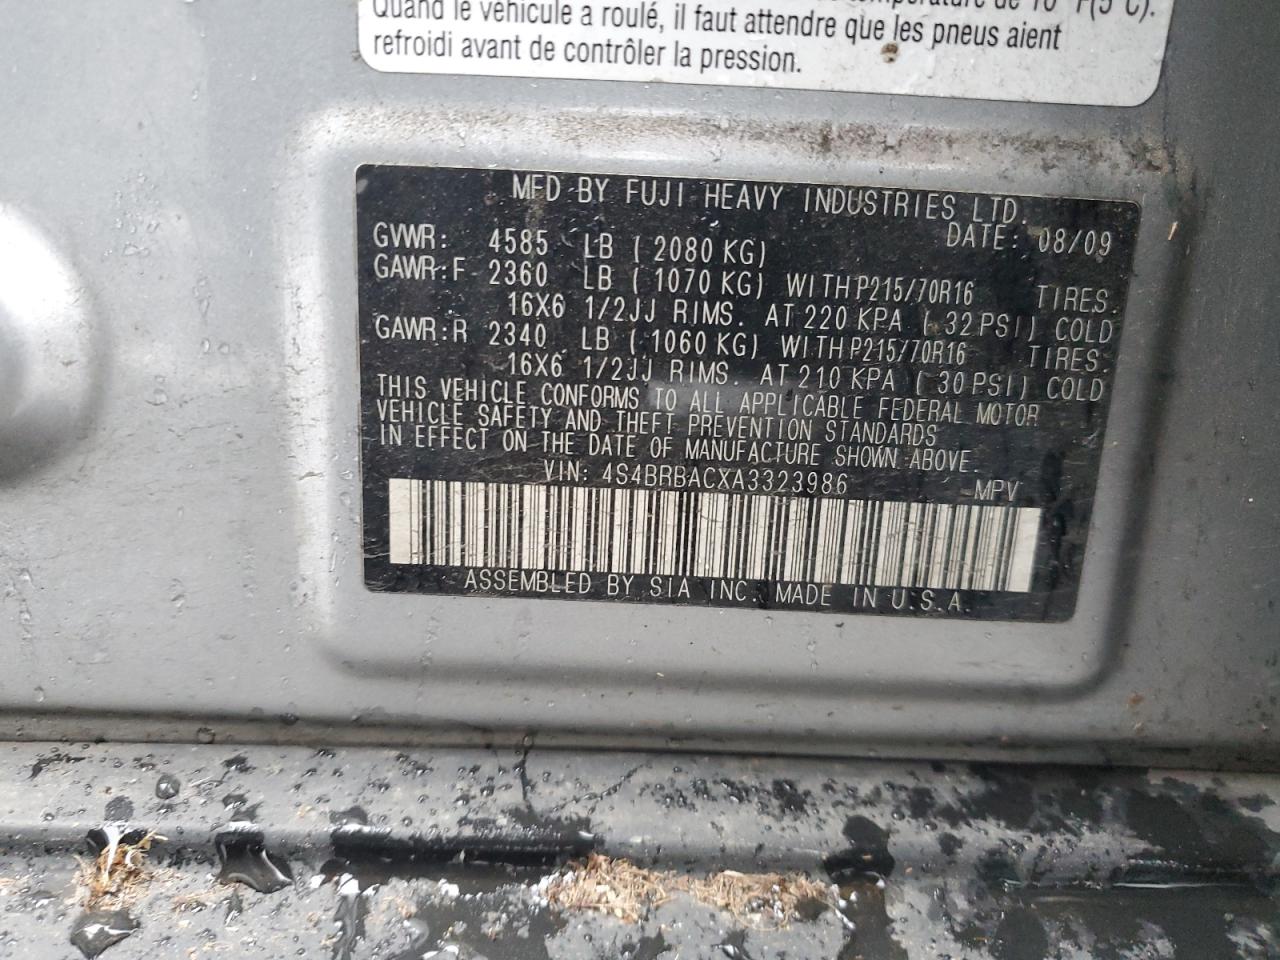 température de 10°F(5°C).
Quand le véhicule a roulé, il faut attendre que les pneus aient
refroidi avant de contrôler la pression.
MFD BY FUJI HEAVY INDUSTRIES LTD.
DATE: 08/09
GVWR: 4585 LB ( 2080 KG)
GAWR:F 2360 LB ( 1070 KG) WITH P215/70R16 TIRES.
16X6 1/2JJ RIMS. AT 220 KPA ( 32 PSI) COLD
GAWR:R 2340 LB ( 1060 KG) WITH P215/70R16 TIRES.
16X6 1/2JJ RIMS. AT 210 KPA ( 30 PSI) COLD
THIS VEHICLE CONFORMS TO ALL APPLICABLE FEDERAL MOTOR
VEHICLE SAFETY AND THEFT PREVENTION STANDARDS
IN EFFECT ON THE DATE OF MANUFACTURE SHOWN ABOVE.
VIN: 4S4BRBACXA3323986 MPV
ASSEMBLED BY SIA INC. MADE IN U.S.A.